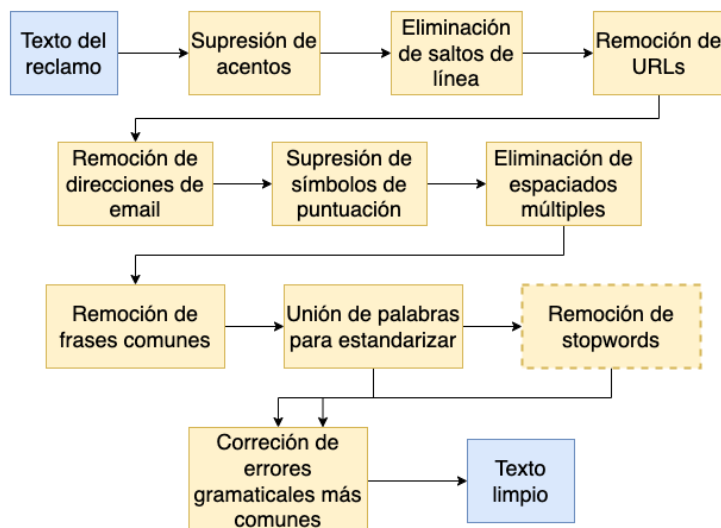 Texto del
reclamo
Supresión de
acentos
Eliminación
de saltos de
línea
Remoción de
URLs
Remoción de
direcciones de
email
Supresión de
símbolos de
puntuación
Eliminación de
espaciados
múltiples
Remoción de
frases comunes
Unión de palabras
para estandarizar
Remoción de
stopwords
Correción de
errores
gramaticales más
comunes
Texto
limpio